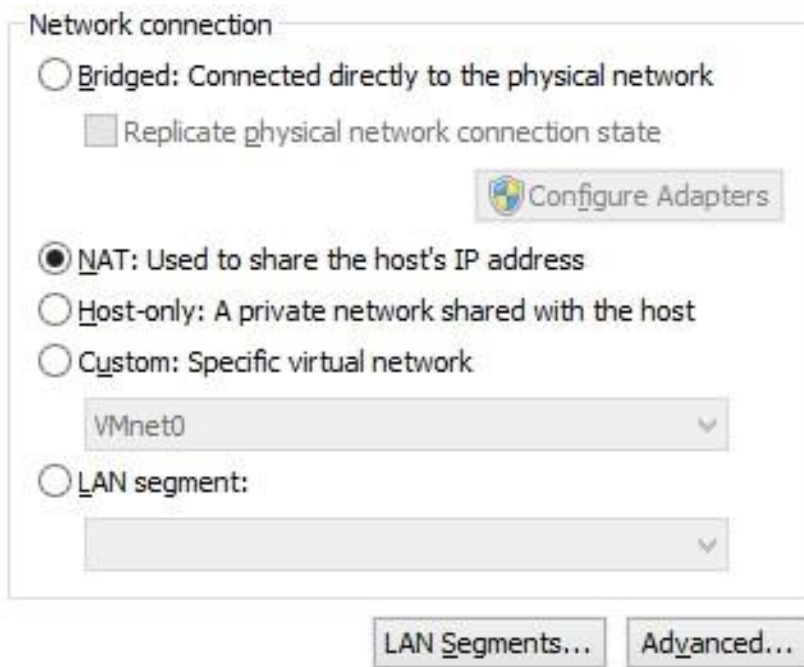 Network connection
Bridged: Connected directly to the physical network
Replicate physical network connection state
Configure Adapters
NAT: Used to share the host's IP address
Host-only: A private network shared with the host
Custom: Specific virtual network
VMnet0
LAN segment:
LAN Segments... Advanced...